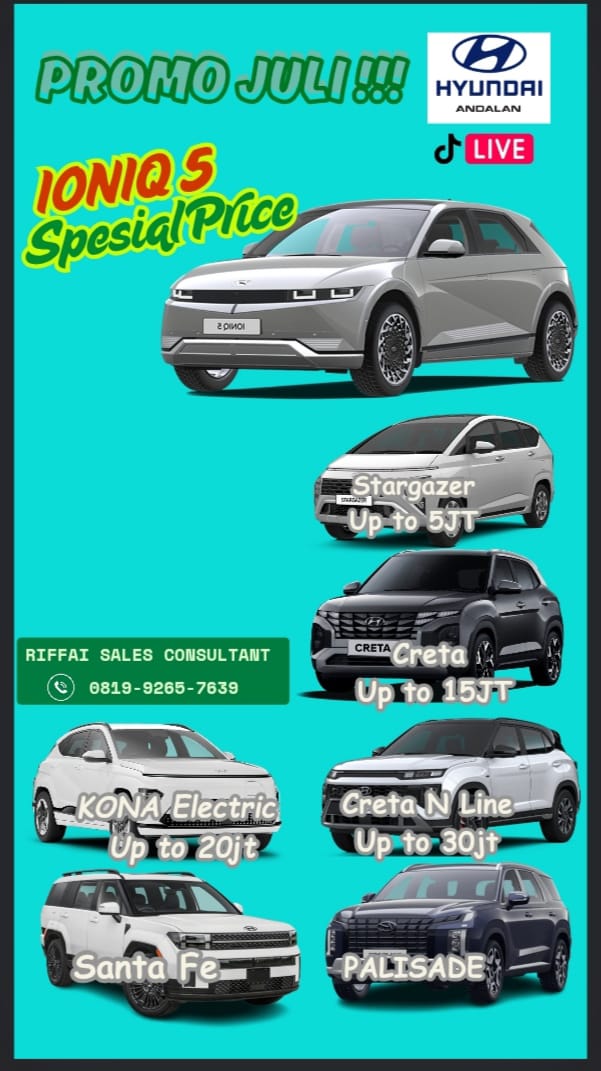 PROMO JULI !!!
HYUNDAI
ANDALAN
LIVE
IONIQ 5
Spesial Price
IONIQ 5
STARGAZER
Stargazer
Up to 5JT
CRETA
Creta
Up to 15JT
RIFFAI SALES CONSULTANT
0819-9265-7639
KONA Electric
Up to 20jt
Creta N Line
Up to 30jt
Santa Fe
PALISADE